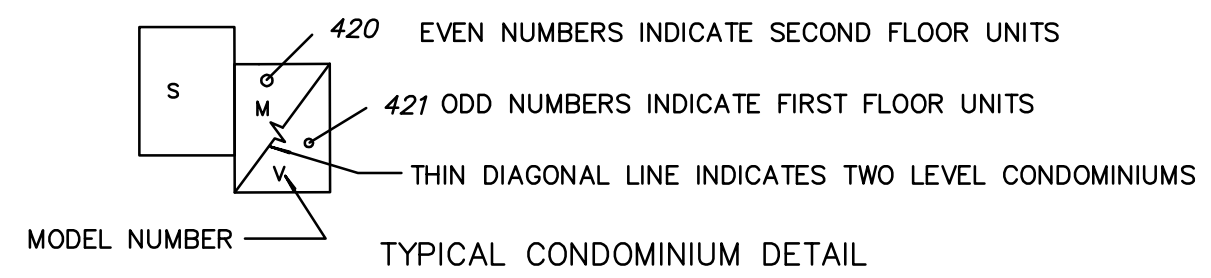 420 EVEN NUMBERS INDICATE SECOND FLOOR UNITS
S
M
421 ODD NUMBERS INDICATE FIRST FLOOR UNITS
V
THIN DIAGONAL LINE INDICATES TWO LEVEL CONDOMINIUMS
MODEL NUMBER
TYPICAL CONDOMINIUM DETAIL